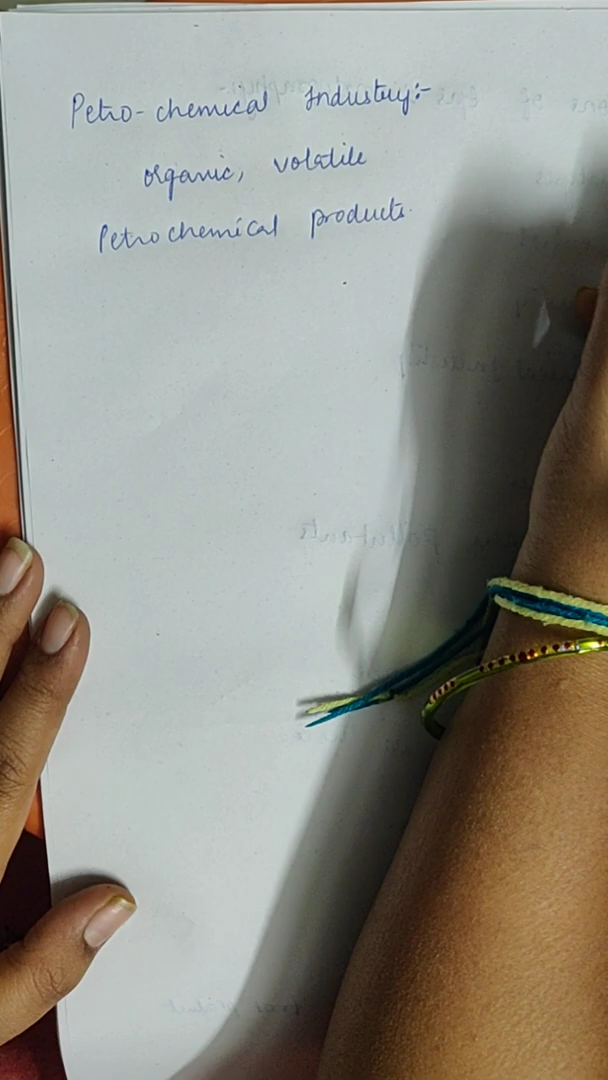 Petro-chemical Industry:-
organic, volatile
Petrochemical products.